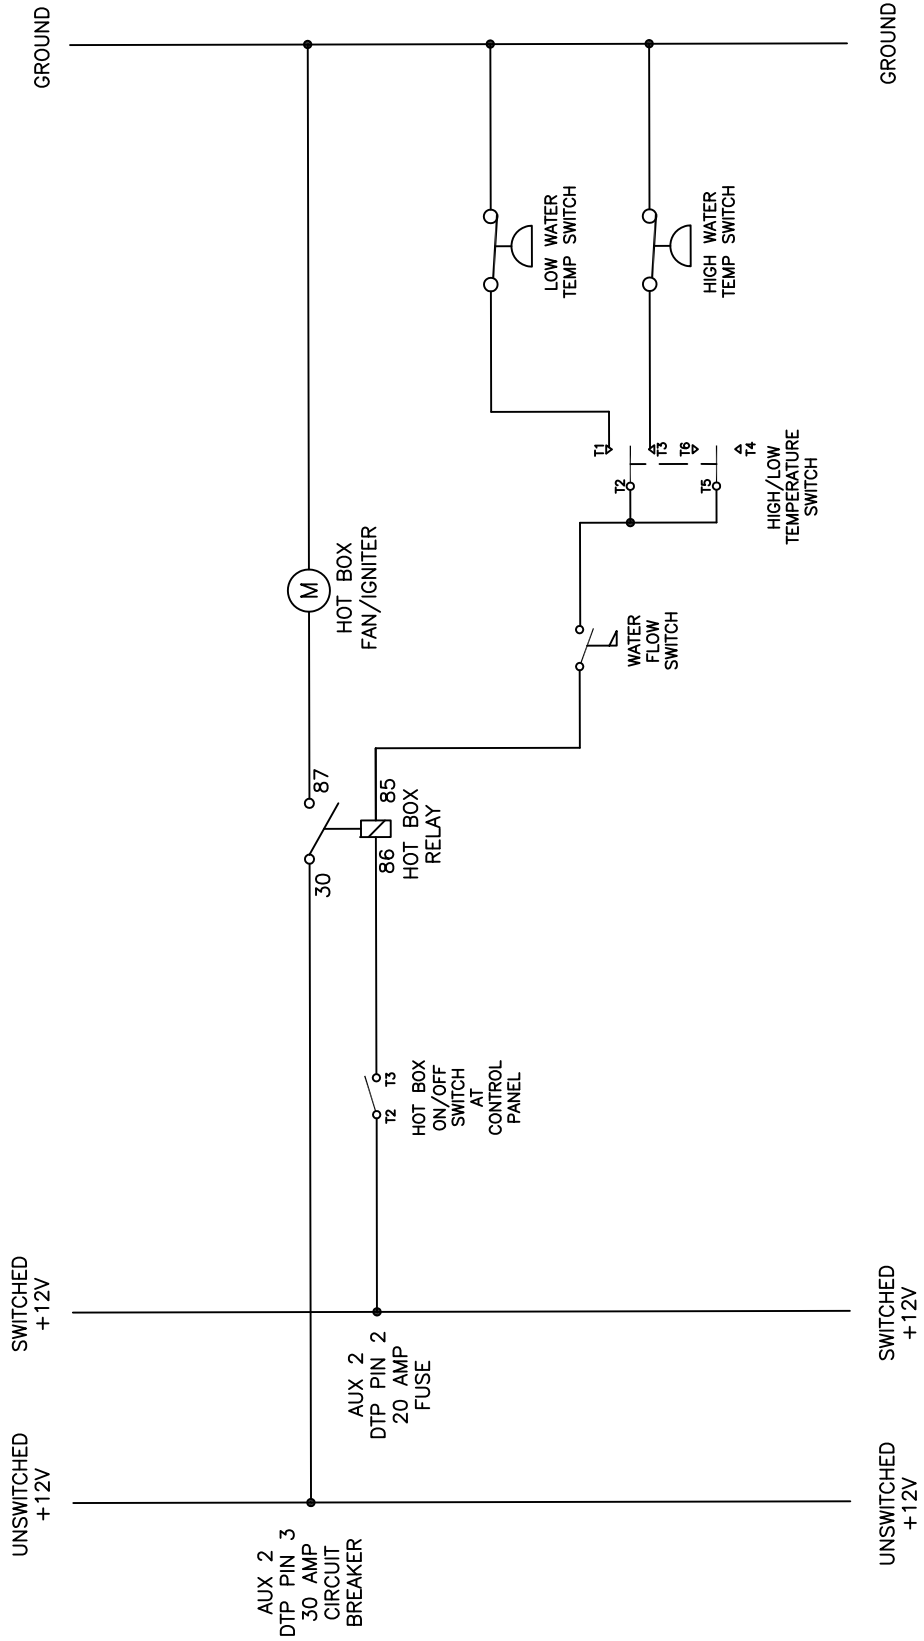 UNSWITCHED
+12V
SWITCHED
+12V
GROUND
AUX 2
DTP PIN 3
30 AMP
CIRCUIT
BREAKER
30
87
M
HOT BOX
FAN/IGNITER
AUX 2
DTP PIN 2
20 AMP
FUSE
T2
T3
HOT BOX
ON/OFF
SWITCH
AT
CONTROL
PANEL
86
85
HOT BOX
RELAY
WATER
FLOW
SWITCH
T1
T2
T3
T6
T5
T4
HIGH/LOW
TEMPERATURE
SWITCH
LOW WATER
TEMP SWITCH
HIGH WATER
TEMP SWITCH
UNSWITCHED
+12V
SWITCHED
+12V
GROUND